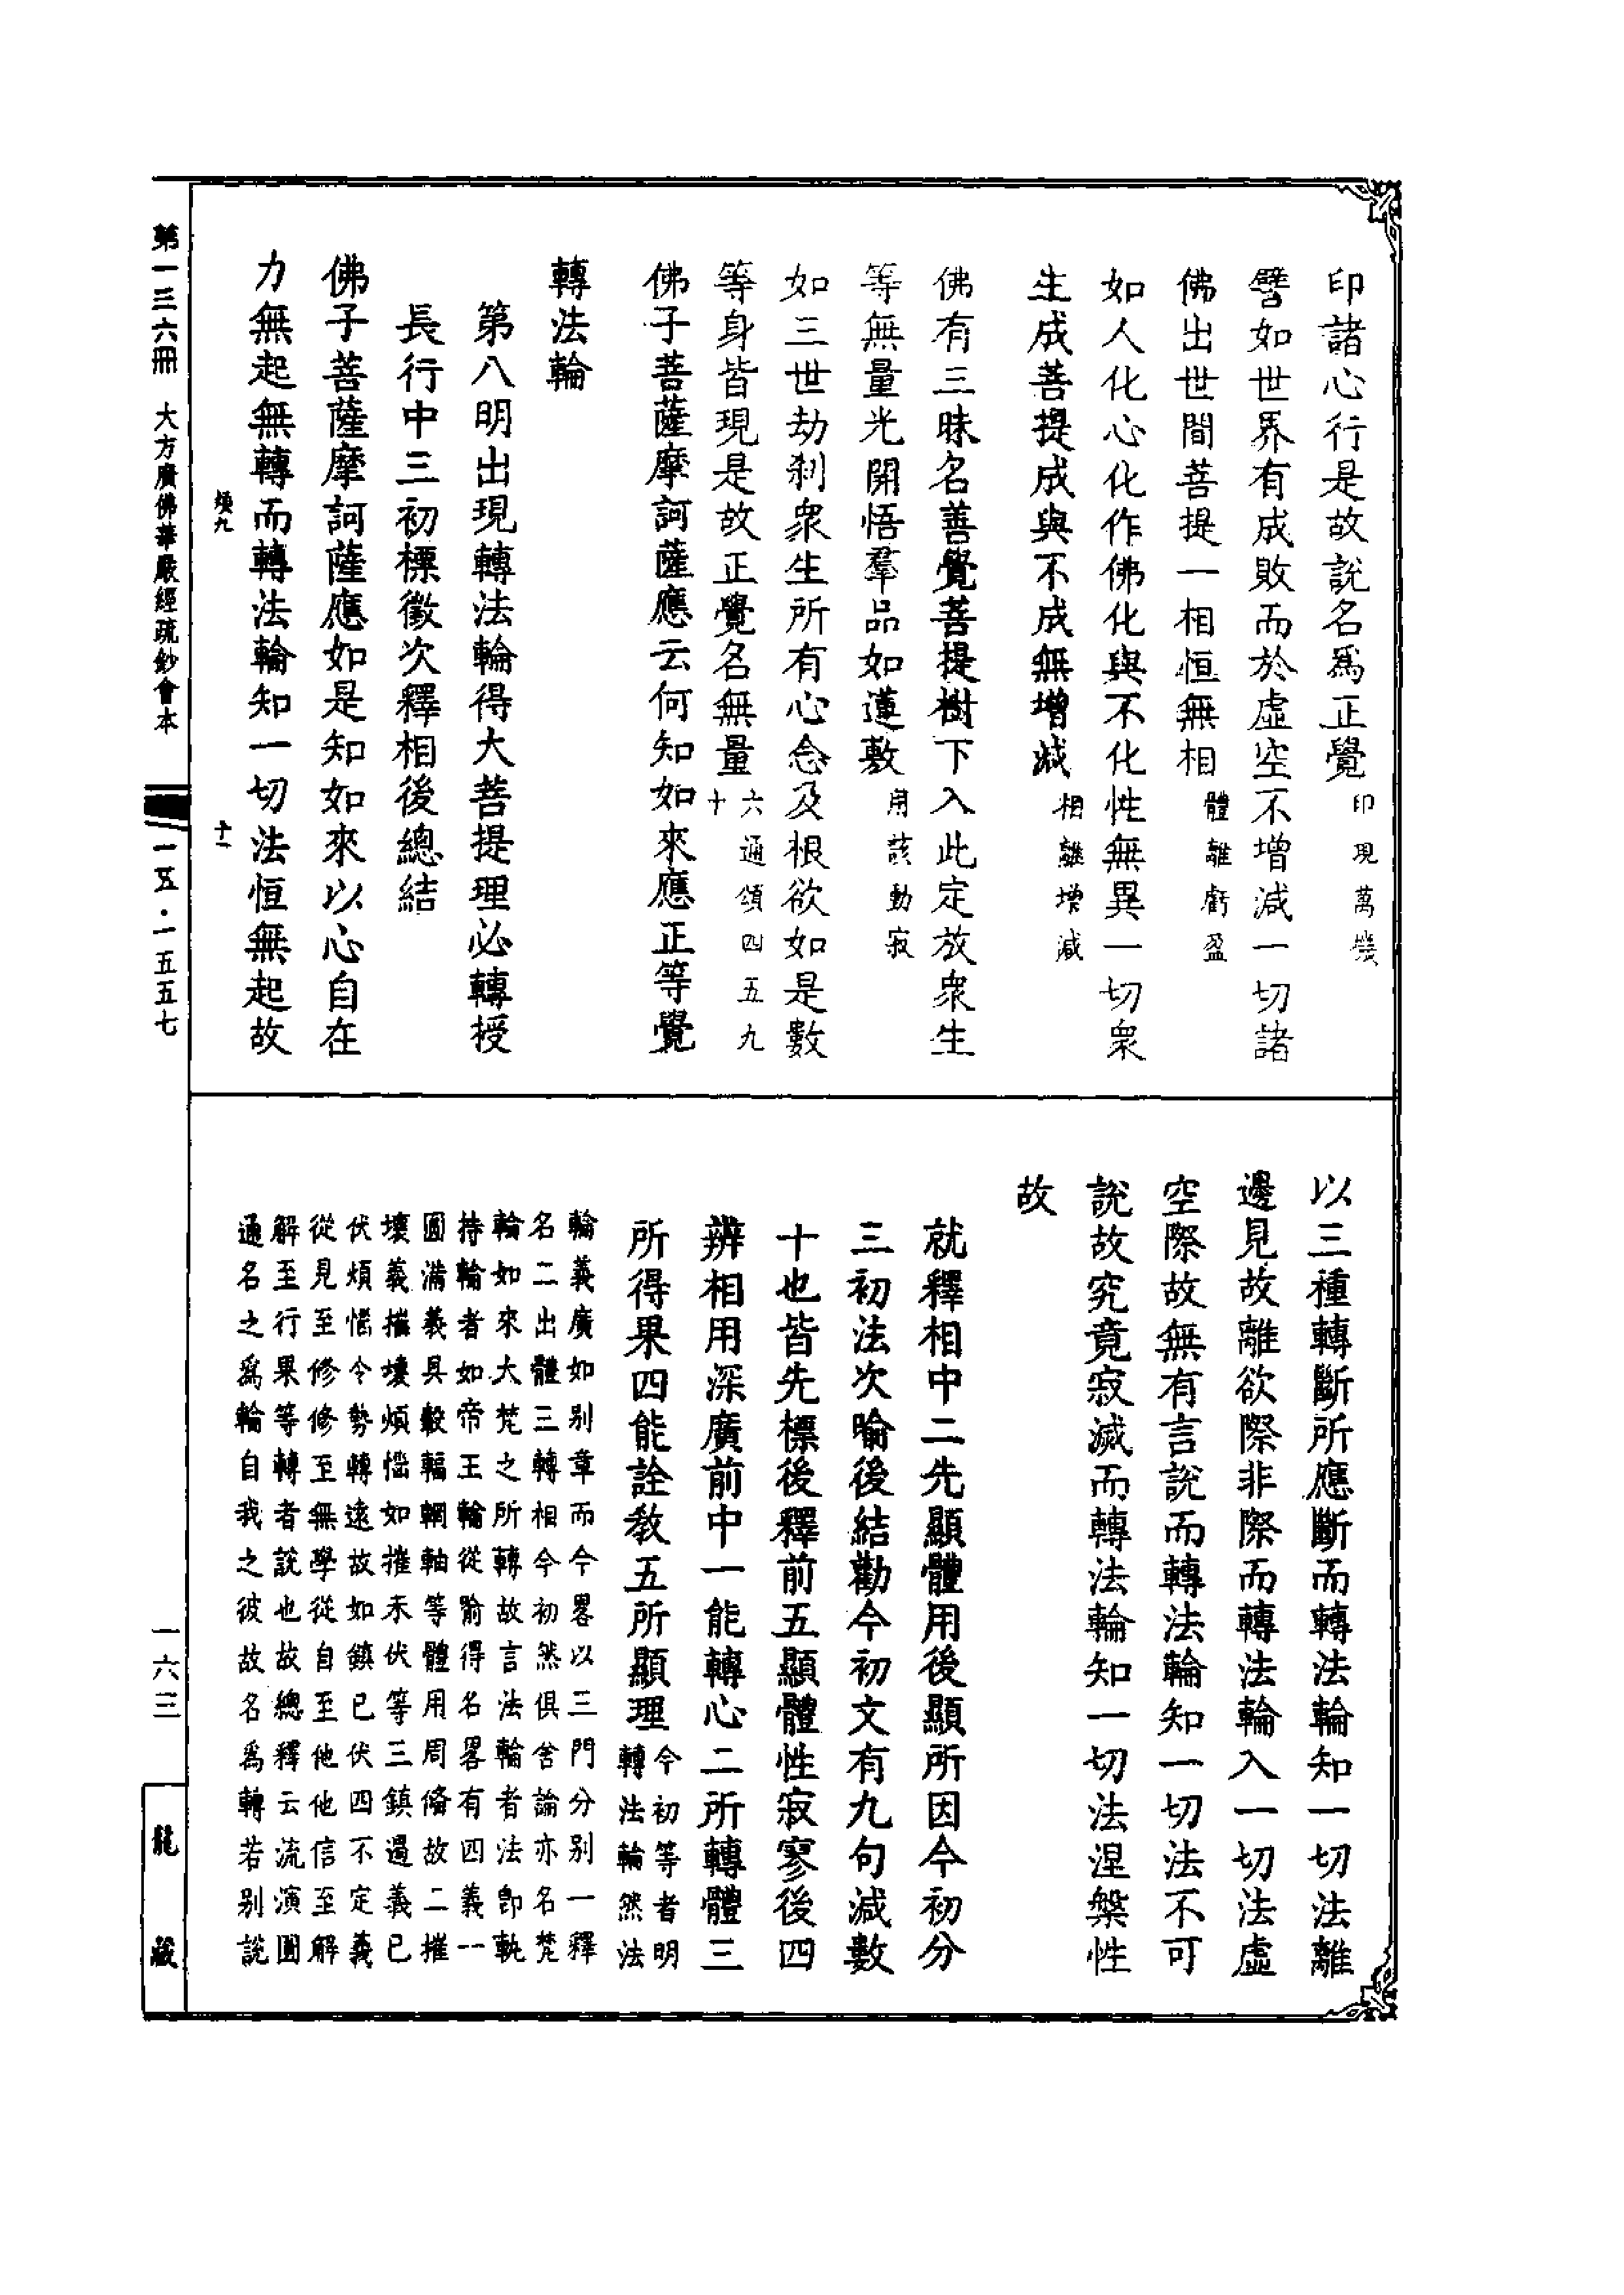 印諸心行是故說名爲正覺印現萬幾
譬如世界有成敗而於虛空不增減一切諸
佛出世間菩提一相恒無相體離虧盈
如人化心化作佛化與不化性無異一切衆
生成菩提成與不成無增減相離增減
佛有三昧名善覺菩提樹下入此定放衆生
等無量光開悟羣品如蓮敷用該動寂
如三世劫剎衆生所有心念及根欲如是數
等身皆現是故正覺名無量六通頌四五九
十
佛子菩薩摩訶薩應云何知如來應正等覺
轉法輪
第八明出現轉法輪得大菩提理必轉授
長行中三初標徵次釋相後總結
佛子菩薩摩訶薩應如是知如來以心自在
力無起無轉而轉法輪知一切法恒無起故
煩九
十一
以三種轉斷所應斷而轉法輪知一切法離
邊見故離欲際非際而轉法輪入一切法虛
空際故無有言說而轉法輪知一切法不可
說故究竟寂滅而轉法輪知一切法涅槃性
故
就釋相中二先顯體用後顯所因今初分
三初法次喻後結勸今初文有九句減數
十也皆先標後釋前五顯體性寂寥後四
辨相用深廣前中一能轉心二所轉體三
所得果四能詮教五所顯理今初等者明
轉法輪然法
輪義廣如別章而今畧以三門分別一釋
名二出體三轉相今初然俱舍論亦名梵
輪如來大梵之所轉故言法輪者法卽軌
持輪者如帝王輪從喻得名畧有四義一
圓滿義具轂輻輞軸等體用周備故二摧
壞義摧壞煩惱如摧未伏等三鎮遏義已
伏煩惱令勢轉遠故如鎮已伏四不定義
從見至修修至無學從自至他他信至解
解至行果等轉者說也故總釋云流演圓
通名之爲輪自我之彼故名爲轉若別說
第一三六冊　大方廣佛華嚴經疏鈔會本
一五五·一五五七
一六三
龍藏